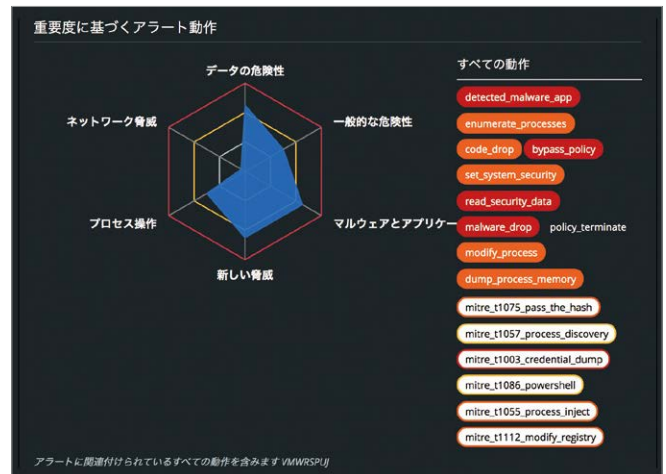 重要度に基づくアラート動作
データの危険性
ネットワーク脅威
一般的な危険性
プロセス操作
マルウェアとアプリケー
新しい脅威
すべての動作
detected_malware_app
enumerate_processes
code_drop bypass_policy
set_system_security
read_security_data
malware_drop policy_terminate
modify_process
dump_process_memory
mitre_t1075_pass_the_hash
mitre_t1057_process_discovery
mitre_t1003_credential_dump
mitre_t1086_powershell
mitre_t1055_process_inject
mitre_t1112_modify_registry
アラートに関連付けられているすべての動作を含みます VMWRSPUJ